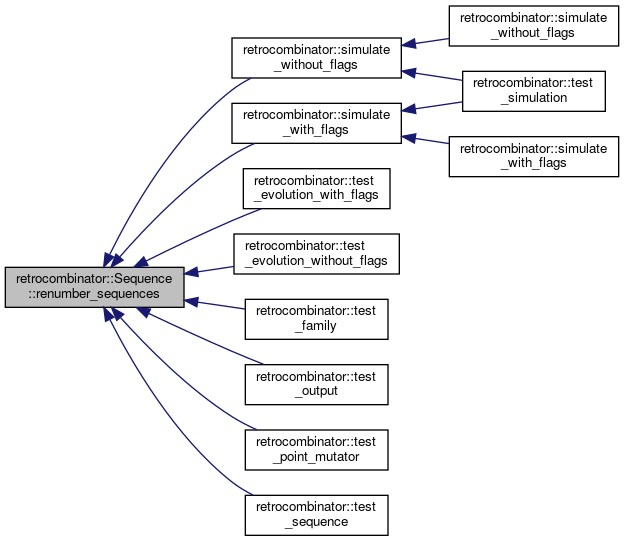 retrocombinator::Sequence
::renumber_sequences
retrocombinator::simulate
_without_flags
retrocombinator::simulate
_with_flags
retrocombinator::test
_evolution_with_flags
retrocombinator::test
_evolution_without_flags
retrocombinator::test
_family
retrocombinator::test
_output
retrocombinator::test
_point_mutator
retrocombinator::test
_sequence
retrocombinator::simulate
_without_flags
retrocombinator::test
_simulation
retrocombinator::simulate
_with_flags